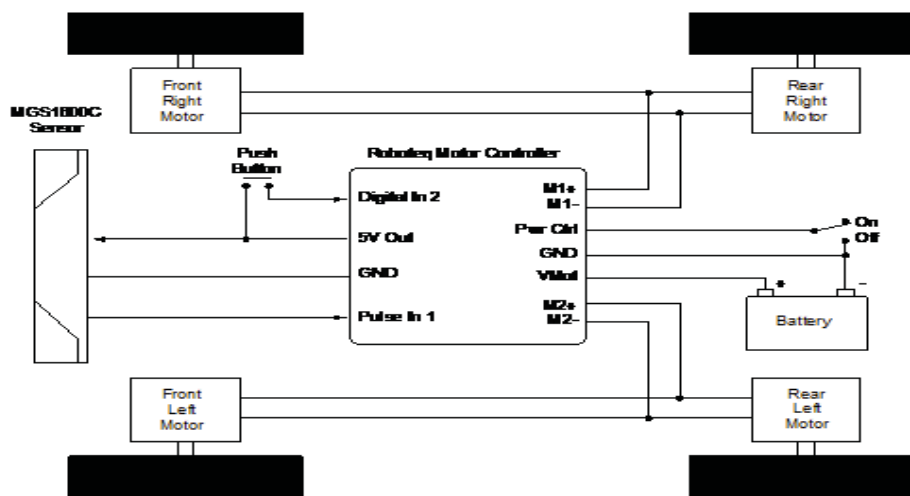 Front
Right
Motor
Rear
Right
Motor
MGS1600C
Sensor
Push
Button
Roboteq Motor Controller
Digital In 2
5V Out
GND
Pulse In 1
M1+
M1-
Pwr Ctrl
GND
VMot
M2+
M2-
On
Off
+
-
Battery
Front
Left
Motor
Rear
Left
Motor